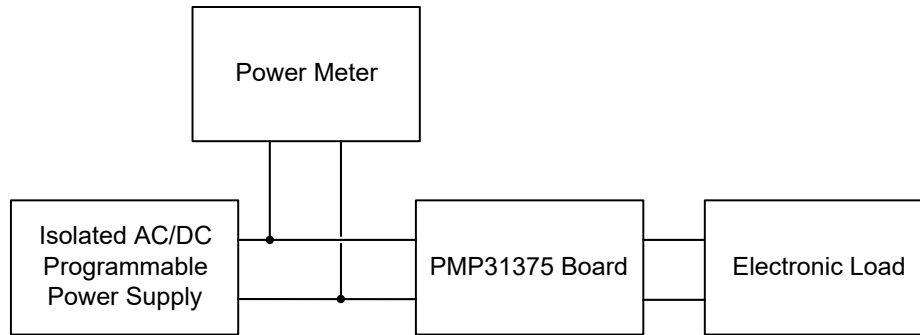 Power Meter
Isolated AC/DC
Programmable
Power Supply
PMP31375 Board
Electronic Load